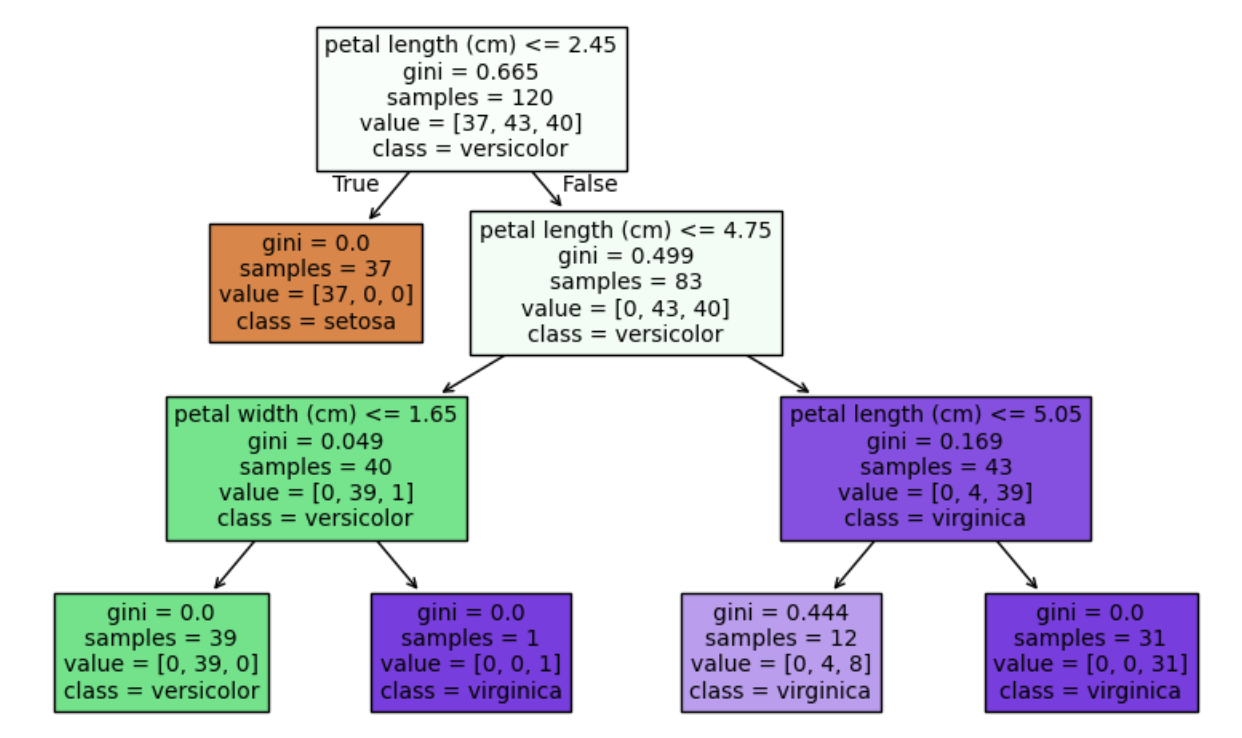 petal length (cm) <= 2.45
gini = 0.665
samples = 120
value = [37, 43, 40]
class = versicolor
True
False
gini = 0.0
samples = 37
value = [37, 0, 0]
class = setosa
petal length (cm) <= 4.75
gini = 0.499
samples = 83
value = [0, 43, 40]
class = versicolor
petal width (cm) <= 1.65
gini = 0.049
samples = 40
value = [0, 39, 1]
class = versicolor
petal length (cm) <= 5.05
gini = 0.169
samples = 43
value = [0, 4, 39]
class = virginica
gini = 0.0
samples = 39
value = [0, 39, 0]
class = versicolor
gini = 0.0
samples = 1
value = [0, 0, 1]
class = virginica
gini = 0.444
samples = 12
value = [0, 4, 8]
class = virginica
gini = 0.0
samples = 31
value = [0, 0, 31]
class = virginica